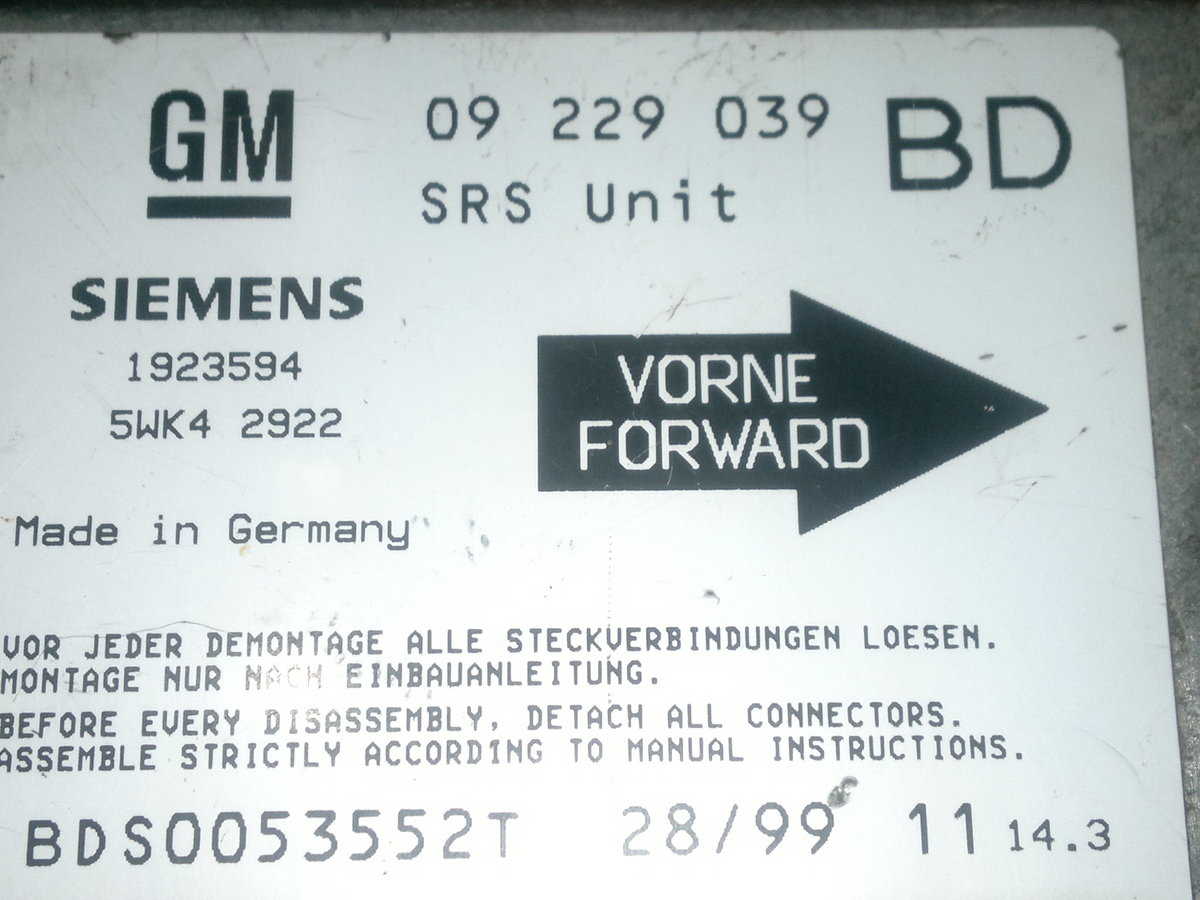 GM 09 229 039 BD
SRS Unit
SIEMENS
1923594
5WK4 2922
VORNE
FORWARD
Made in Germany
VOR JEDER DEMONTAGE ALLE STECKVERBINDUNGEN LOESEN.
MONTAGE NUR NACH EINBAUANLEITUNG.
BEFORE EVERY DISASSEMBLY, DETACH ALL CONNECTORS.
ASSEMBLE STRICTLY ACCORDING TO MANUAL INSTRUCTIONS.
BDS0053552T 28/99 11 14.3